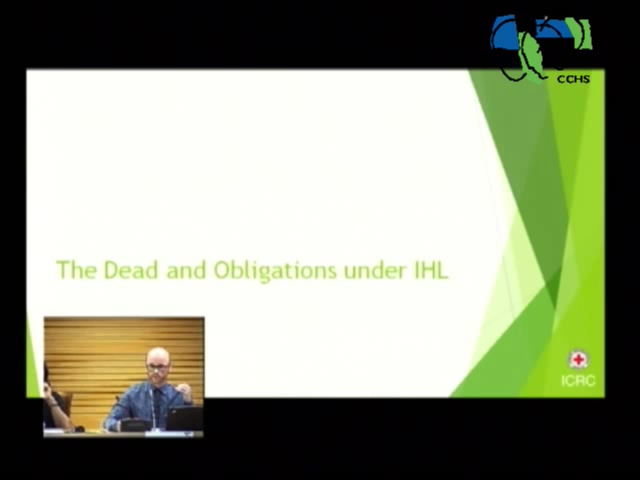 CCHS
The Dead and Obligations under IHL
ICRC